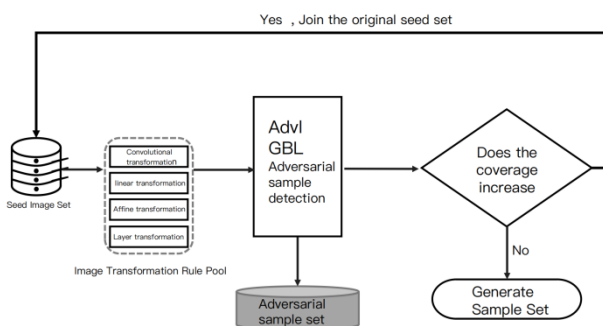 Yes , Join the original seed set
Seed Image Set
Convolutional
transformation
linear transformation
Affine transformation
Layer transformation
Image Transformation Rule Pool
Advl
GBL
Adversarial
sample
detection
Does the
coverage
increase
No
Generate
Sample Set
Adversarial
sample set